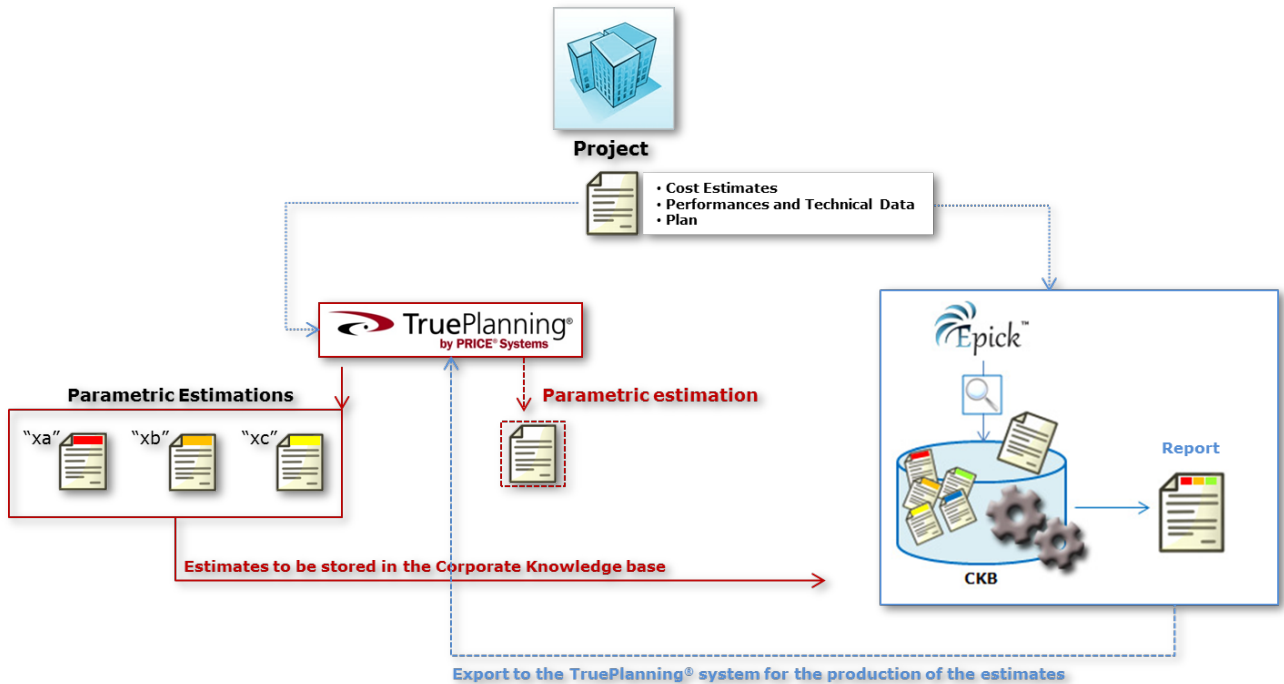 Project
• Cost Estimates
• Performances and Technical Data
• Plan
TruePlanning®
by PRICE® Systems
Epick™
Parametric Estimations
Parametric estimation
“xa” “xb” “xc”
Report
Estimates to be stored in the Corporate Knowledge base
CKB
Export to the TruePlanning® system for the production of the estimates